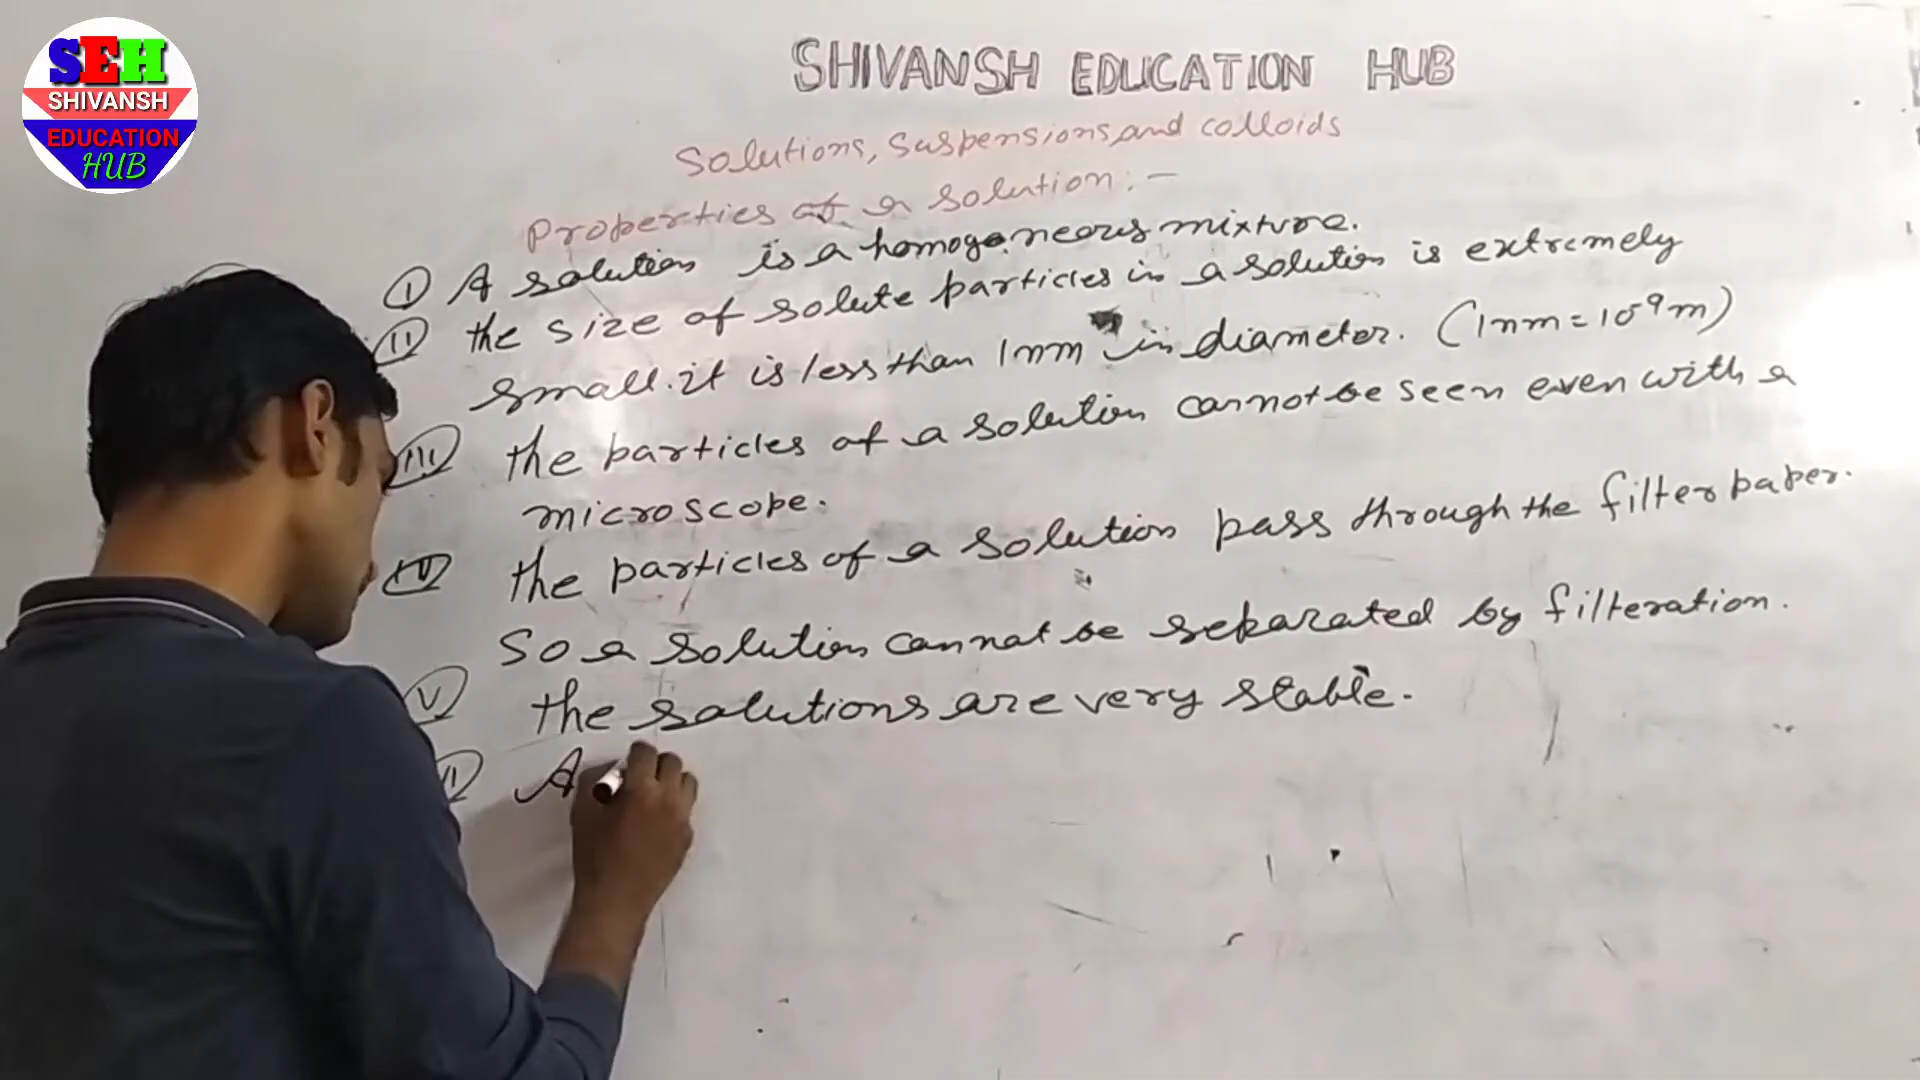 SEH
SHIVANSH
EDUCATION
HUB
SHIVANSH EDUCATION HUB
Solutions, suspensions, and colloids
Properties of a solution:-
(I) A solution is a homogeneous mixture.
(II) the size of solute particles in a solution is extremely
small. it is less than 1nm in diameter. (1nm = 10⁻⁹m)
(III) the particles of a solution cannot be seen even with a
microscope.
(IV) the particles of a solution pass through the filter paper.
So a solution cannot be separated by filteration.
(V) the solutions are very stable.
A